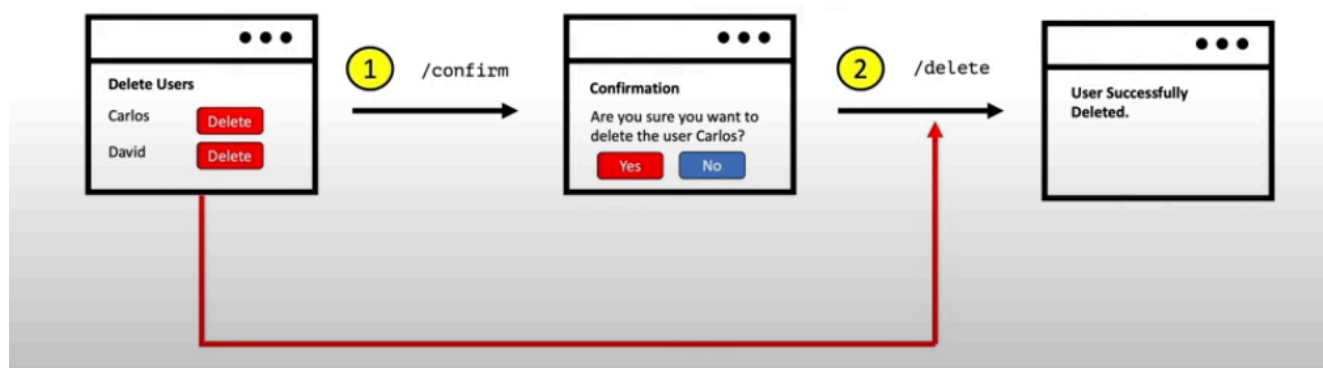 Delete Users
Carlos Delete
David Delete
1 /confirm
Confirmation
Are you sure you want to
delete the user Carlos?
Yes No
2 /delete
User Successfully
Deleted.